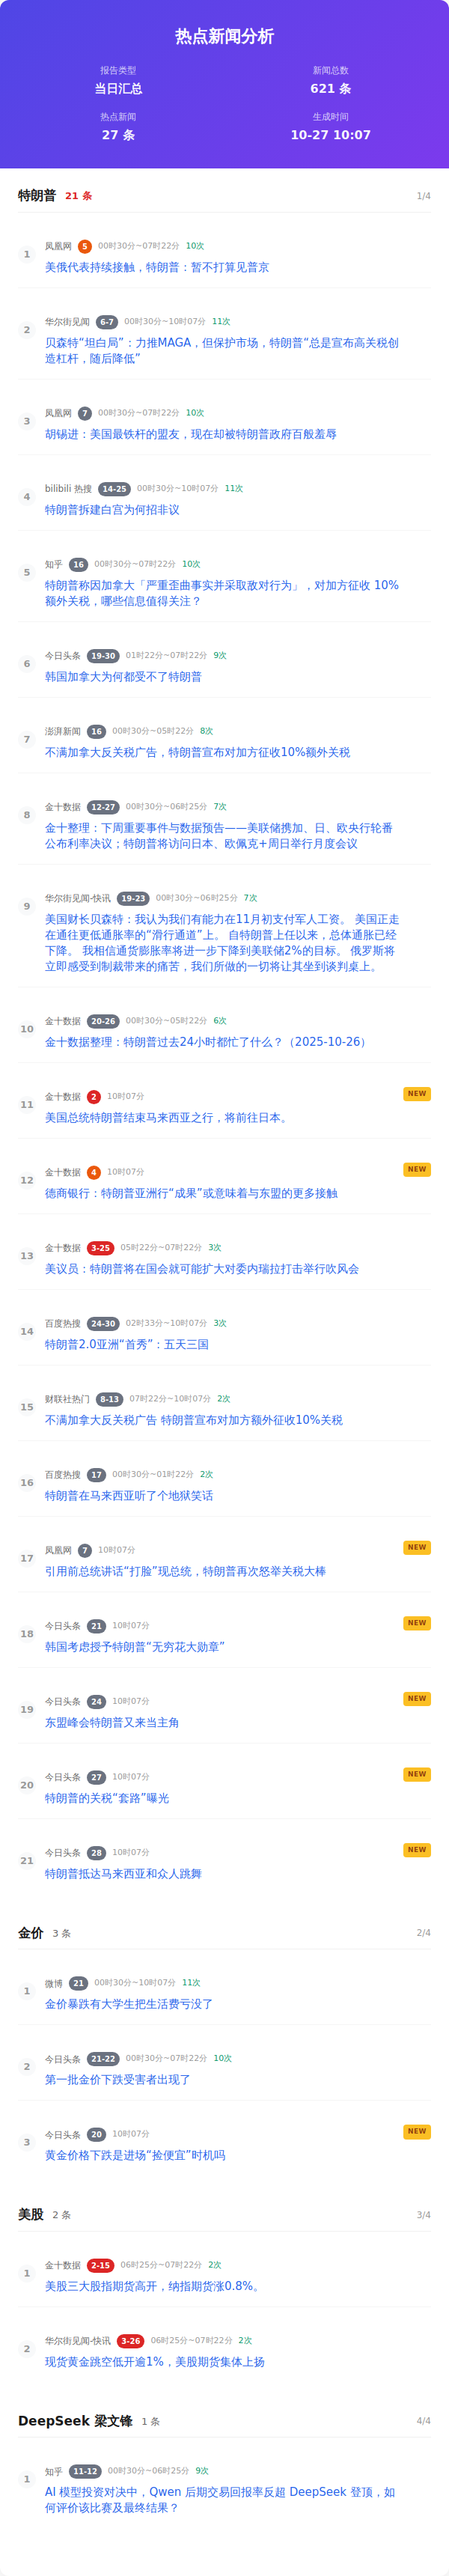 热点新闻分析
报告类型
新闻总数
当日汇总
621 条
热点新闻
生成时间
27 条
10-27 10:07
特朗普 21 条 1/4
1 凤凰网 5 00时30分~07时22分 10次
美俄代表持续接触，特朗普：暂不打算见普京
2 华尔街见闻 6-7 00时30分~10时07分 11次
贝森特“坦白局”：力推MAGA，但保护市场，特朗普“总是宣布高关税创
造杠杆，随后降低”
3 凤凰网 7 00时30分~07时22分 10次
胡锡进：美国最铁杆的盟友，现在却被特朗普政府百般羞辱
4 bilibili 热搜 14-25 00时30分~10时07分 11次
特朗普拆建白宫为何招非议
5 知乎 16 00时30分~07时22分 10次
特朗普称因加拿大「严重歪曲事实并采取敌对行为」，对加方征收 10%
额外关税，哪些信息值得关注？
6 今日头条 19-30 01时22分~07时22分 9次
韩国加拿大为何都受不了特朗普
7 澎湃新闻 16 00时30分~05时22分 8次
不满加拿大反关税广告，特朗普宣布对加方征收10%额外关税
8 金十数据 12-27 00时30分~06时25分 7次
金十整理：下周重要事件与数据预告——美联储携加、日、欧央行轮番
公布利率决议；特朗普将访问日本、欧佩克+周日举行月度会议
9 华尔街见闻-快讯 19-23 00时30分~06时25分 7次
美国财长贝森特：我认为我们有能力在11月初支付军人工资。 美国正走
在通往更低通胀率的“滑行通道”上。 自特朗普上任以来，总体通胀已经
下降。 我相信通货膨胀率将进一步下降到美联储2%的目标。 俄罗斯将
立即感受到制裁带来的痛苦，我们所做的一切将让其坐到谈判桌上。
10 金十数据 20-26 00时30分~05时22分 6次
金十数据整理：特朗普过去24小时都忙了什么？（2025-10-26）
11 金十数据 2 10时07分 NEW
美国总统特朗普结束马来西亚之行，将前往日本。
12 金十数据 4 10时07分 NEW
德商银行：特朗普亚洲行“成果”或意味着与东盟的更多接触
13 金十数据 3-25 05时22分~07时22分 3次
美议员：特朗普将在国会就可能扩大对委内瑞拉打击举行吹风会
14 百度热搜 24-30 02时33分~10时07分 3次
特朗普2.0亚洲“首秀”：五天三国
15 财联社热门 8-13 07时22分~10时07分 2次
不满加拿大反关税广告 特朗普宣布对加方额外征收10%关税
16 百度热搜 17 00时30分~01时22分 2次
特朗普在马来西亚听了个地狱笑话
17 凤凰网 7 10时07分 NEW
引用前总统讲话“打脸”现总统，特朗普再次怒举关税大棒
18 今日头条 21 10时07分 NEW
韩国考虑授予特朗普“无穷花大勋章”
19 今日头条 24 10时07分 NEW
东盟峰会特朗普又来当主角
20 今日头条 27 10时07分 NEW
特朗普的关税“套路”曝光
21 今日头条 28 10时07分 NEW
特朗普抵达马来西亚和众人跳舞
金价 3 条 2/4
1 微博 21 00时30分~10时07分 11次
金价暴跌有大学生把生活费亏没了
2 今日头条 21-22 00时30分~07时22分 10次
第一批金价下跌受害者出现了
3 今日头条 20 10时07分 NEW
黄金价格下跌是进场“捡便宜”时机吗
美股 2 条 3/4
1 金十数据 2-15 06时25分~07时22分 2次
美股三大股指期货高开，纳指期货涨0.8%。
2 华尔街见闻-快讯 3-26 06时25分~07时22分 2次
现货黄金跳空低开逾1%，美股期货集体上扬
DeepSeek 梁文锋 1 条 4/4
1 知乎 11-12 00时30分~06时25分 9次
AI 模型投资对决中，Qwen 后期交易回报率反超 DeepSeek 登顶，如
何评价该比赛及最终结果？